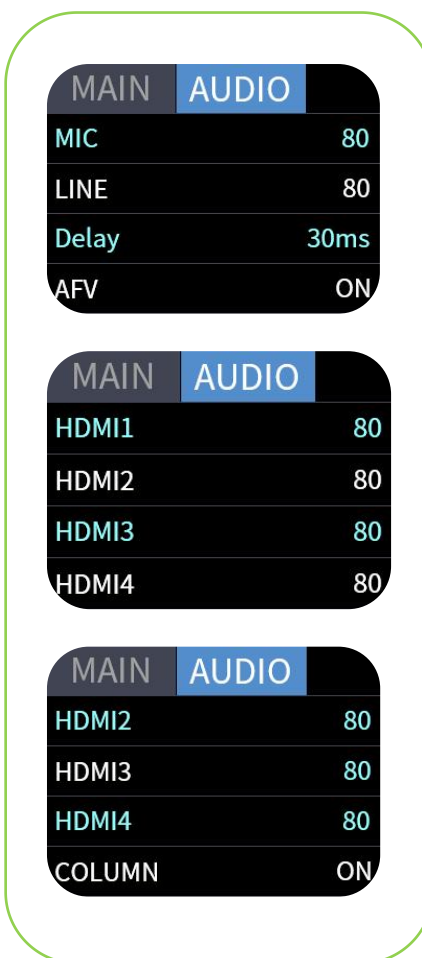 MAIN AUDIO
MIC 80
LINE 80
Delay 30ms
AFV ON
MAIN AUDIO
HDMI1 80
HDMI2 80
HDMI3 80
HDMI4 80
MAIN AUDIO
HDMI2 80
HDMI3 80
HDMI4 80
COLUMN ON